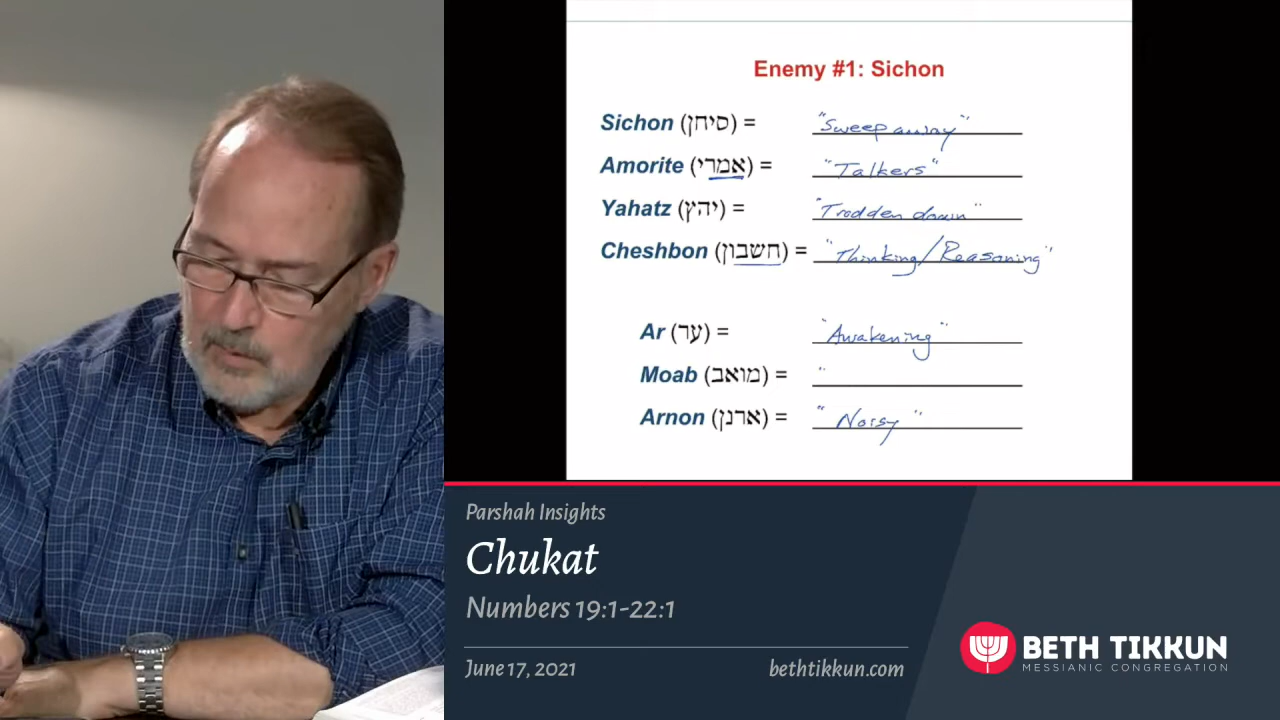 Enemy #1: Sichon
Sichon (סיחן) = "Sweep away"
Amorite (אמרי) = "Talkers"
Yahatz (יהץ) = "Trodden down"
Cheshbon (חשבון) = "Thinking/Reasoning"
Ar (ער) = "Awakening"
Moab (מואב) = "
Arnon (ארנן) = "Noisy"
Parshah Insights
Chukat
Numbers 19:1-22:1
June 17, 2021 bethtikkun.com
BETH TIKKUN
MESSIANIC CONGREGATION